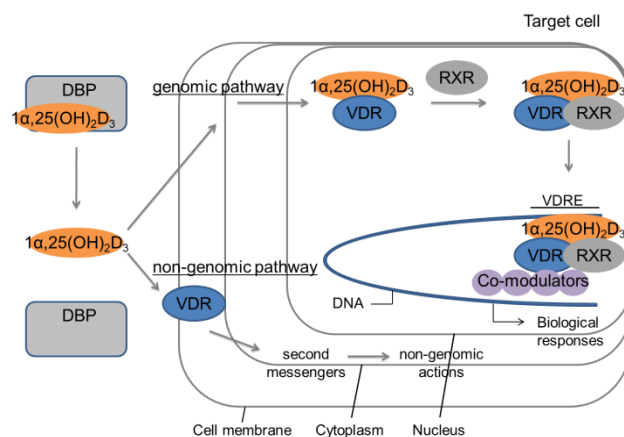 Target cell
DBP
1α,25(OH)₂D₃
genomic pathway
1α,25(OH)₂D₃
VDR
RXR
1α,25(OH)₂D₃
VDR
RXR
1α,25(OH)₂D₃
non-genomic pathway
VDR
DBP
VDRE
1α,25(OH)₂D₃
VDR
RXR
Co-modulators
DNA
Biological
responses
second
messengers
non-genomic
actions
Cell membrane
Cytoplasm
Nucleus